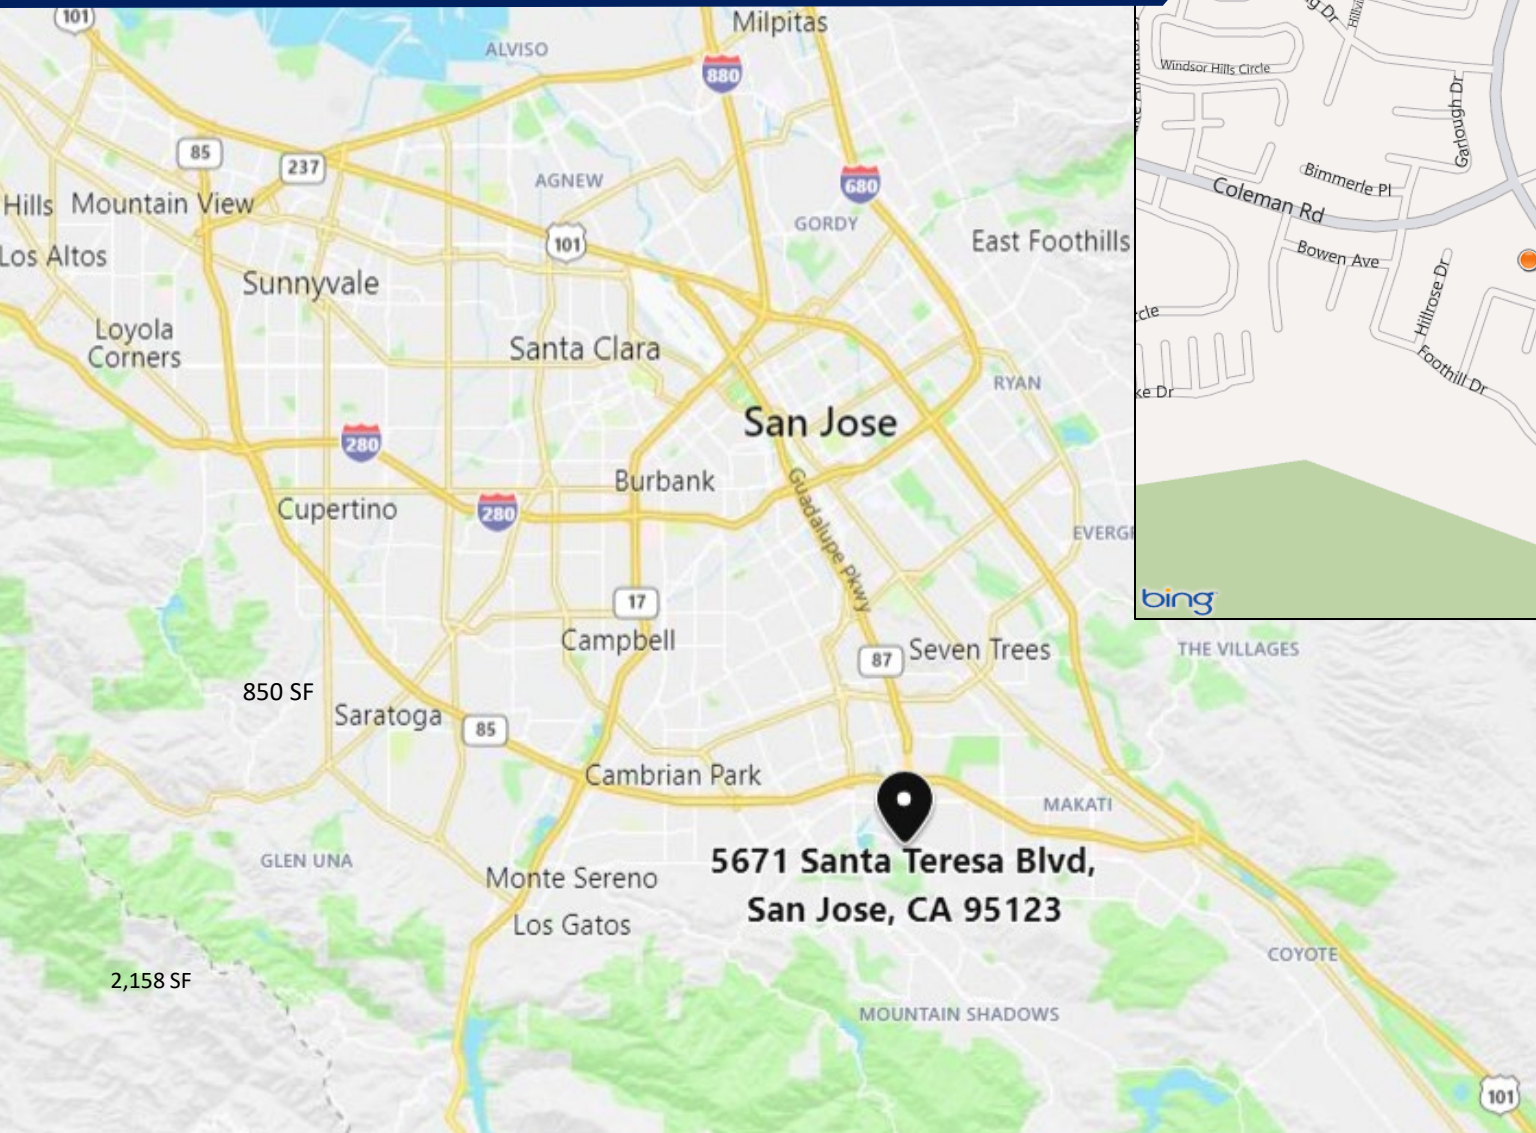 101
Milpitas
ALVISO
880
85
237
AGNEW
680
Hills
Mountain View
GORDY
Los Altos
101
East Foothills
Sunnyvale
Loyola
Corners
Santa Clara
RYAN
San Jose
280
Burbank
280
Cupertino
Guadalupe Pkwy
17
Campbell
87
Seven Trees
THE VILLAGES
850 SF
Saratoga
85
Cambrian Park
MAKATI
GLEN UNA
5671 Santa Teresa Blvd,
San Jose, CA 95123
Monte Sereno
Los Gatos
COYOTE
2,158 SF
MOUNTAIN SHADOWS
101
Windsor Hills Circle
Garlough Dr
Bimmerle Pl
Coleman Rd
Bowen Ave
Hillrose Dr
Foothill Dr
ke Dr
bing